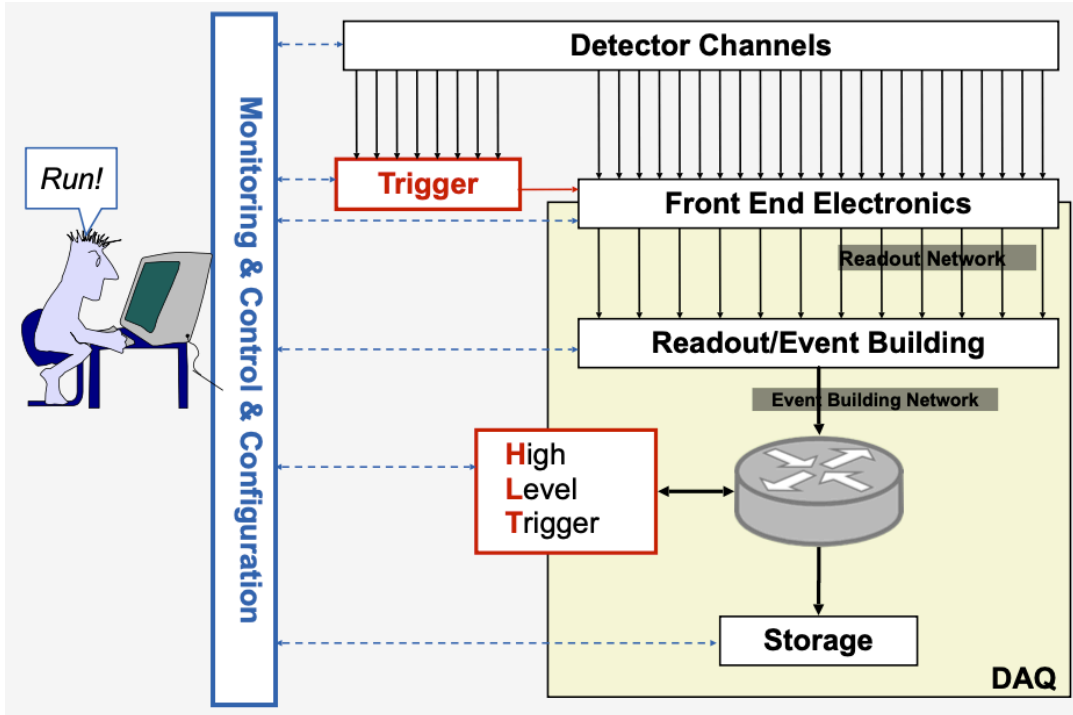 Detector Channels
Run!
Trigger
Front End Electronics
Readout Network
Monitoring & Control & Configuration
Readout/Event Building
Event Building Network
High
Level
Trigger
Storage
DAQ